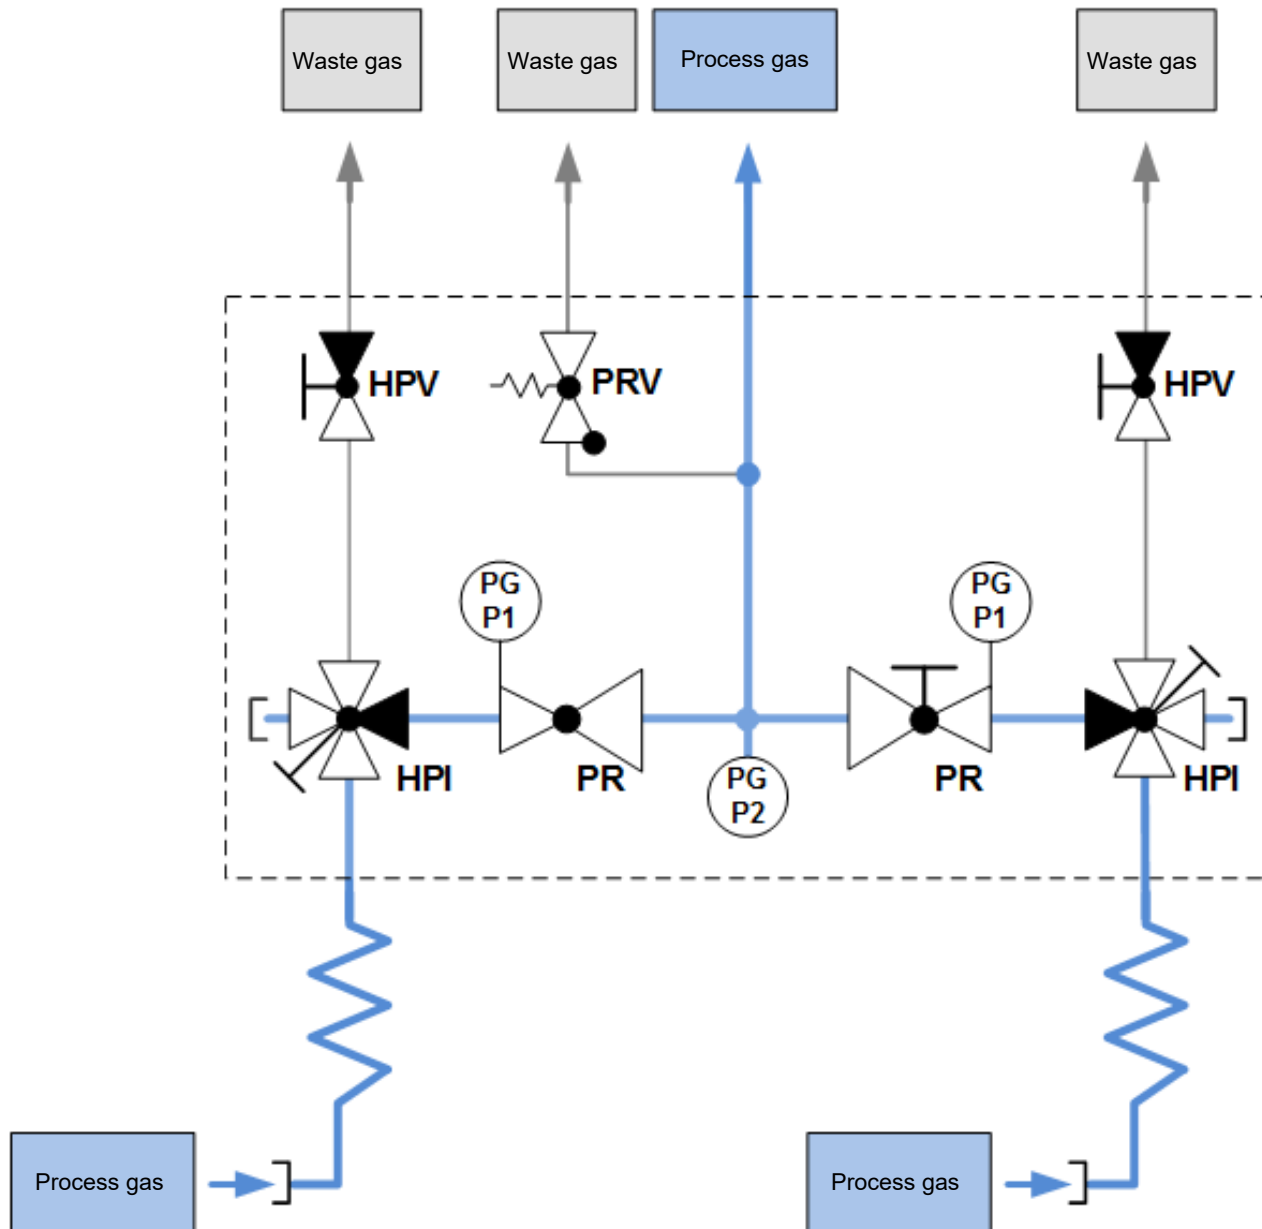 Waste gas
Waste gas
Process gas
Waste gas
HPV
PRV
HPV
PG
P1
PG
P1
HPI
PR
PG
P2
PR
HPI
Process gas
Process gas